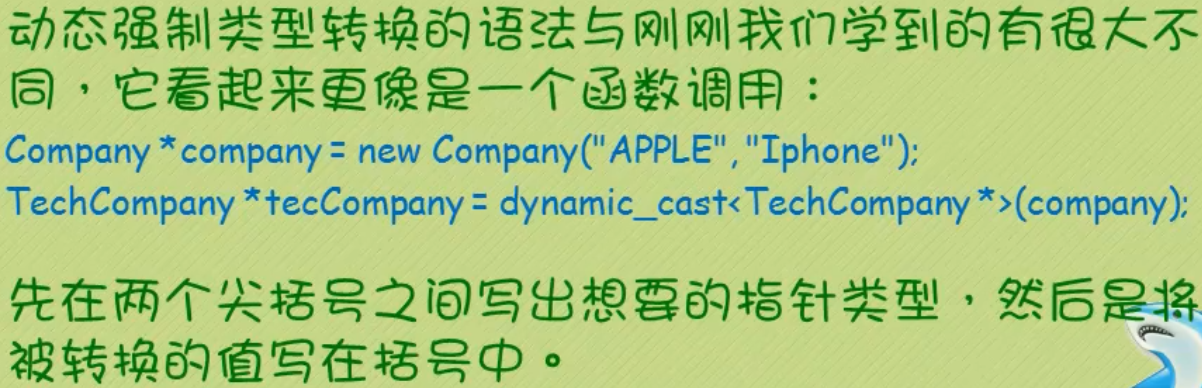 动态强制类型转换的语法与刚刚我们学到的有很大不
同，它看起来更像是一个函数调用：
Company *company = new Company("APPLE", "Iphone");
TechCompany *tecCompany = dynamic_cast<TechCompany *>(company);
先在两个尖括号之间写出想要的指针类型，然后是将
被转换的值写在括号中。